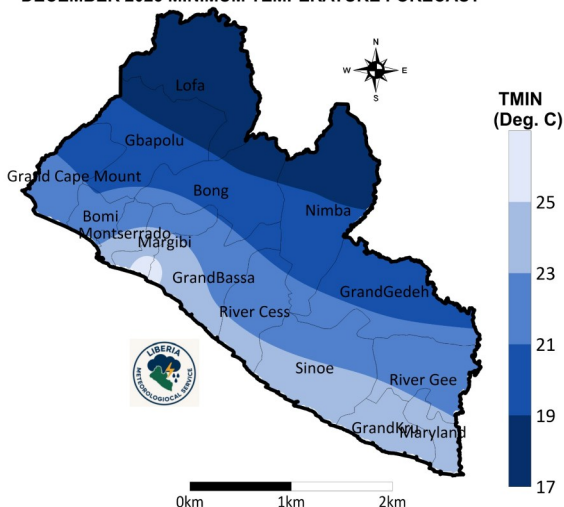 N
W E
S
TMIN
(Deg. C)
Lofa
Gbapolu
Grand Cape Mount
Bong
Nimba
Bomi
Montserrado
Margibi
GrandBassa
GrandGedeh
River Cess
Sinoe
River Gee
GrandKru
Maryland
25
23
21
19
17
LIBERIA
METEOROLOGIOCAL SERVICE
0km 1km 2km